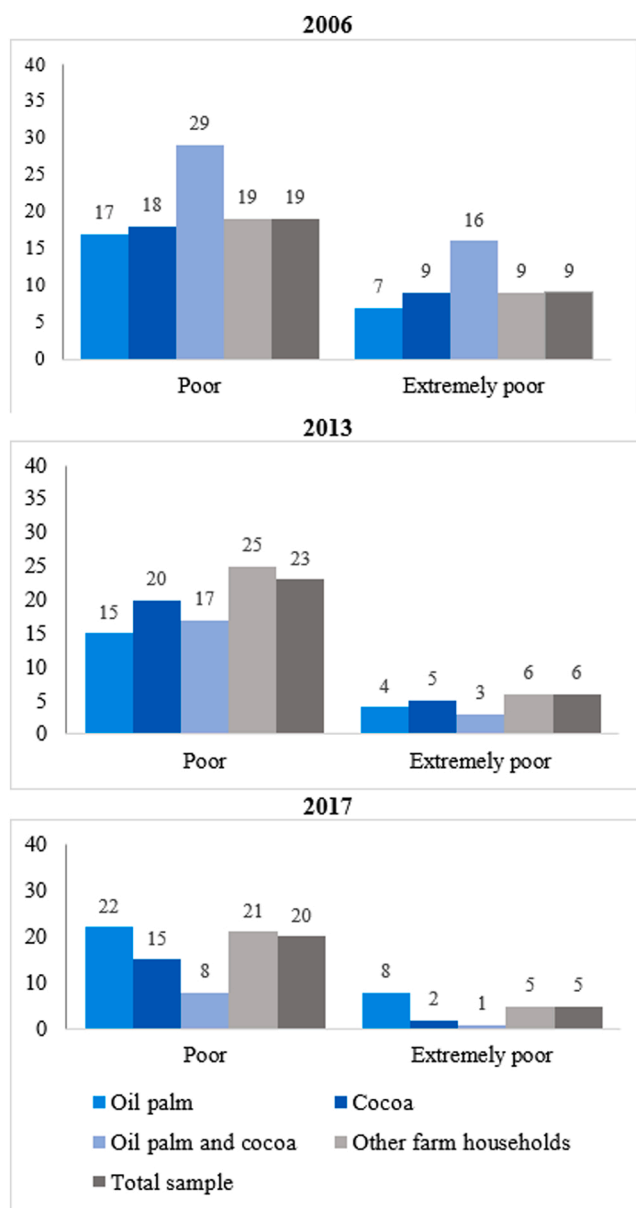 2006
40
35
30
25
20
15
10
5
0
17 18 29 19 19
7 9 16 9 9
Poor Extremely poor
2013
40
35
30
25
20
15
10
5
0
15 20 17 25 23
4 5 3 6 6
Poor Extremely poor
2017
40
30
20
10
0
22 15 8 21 20
8 2 1 5 5
Poor Extremely poor
Oil palm Cocoa
Oil palm and cocoa Other farm households
Total sample